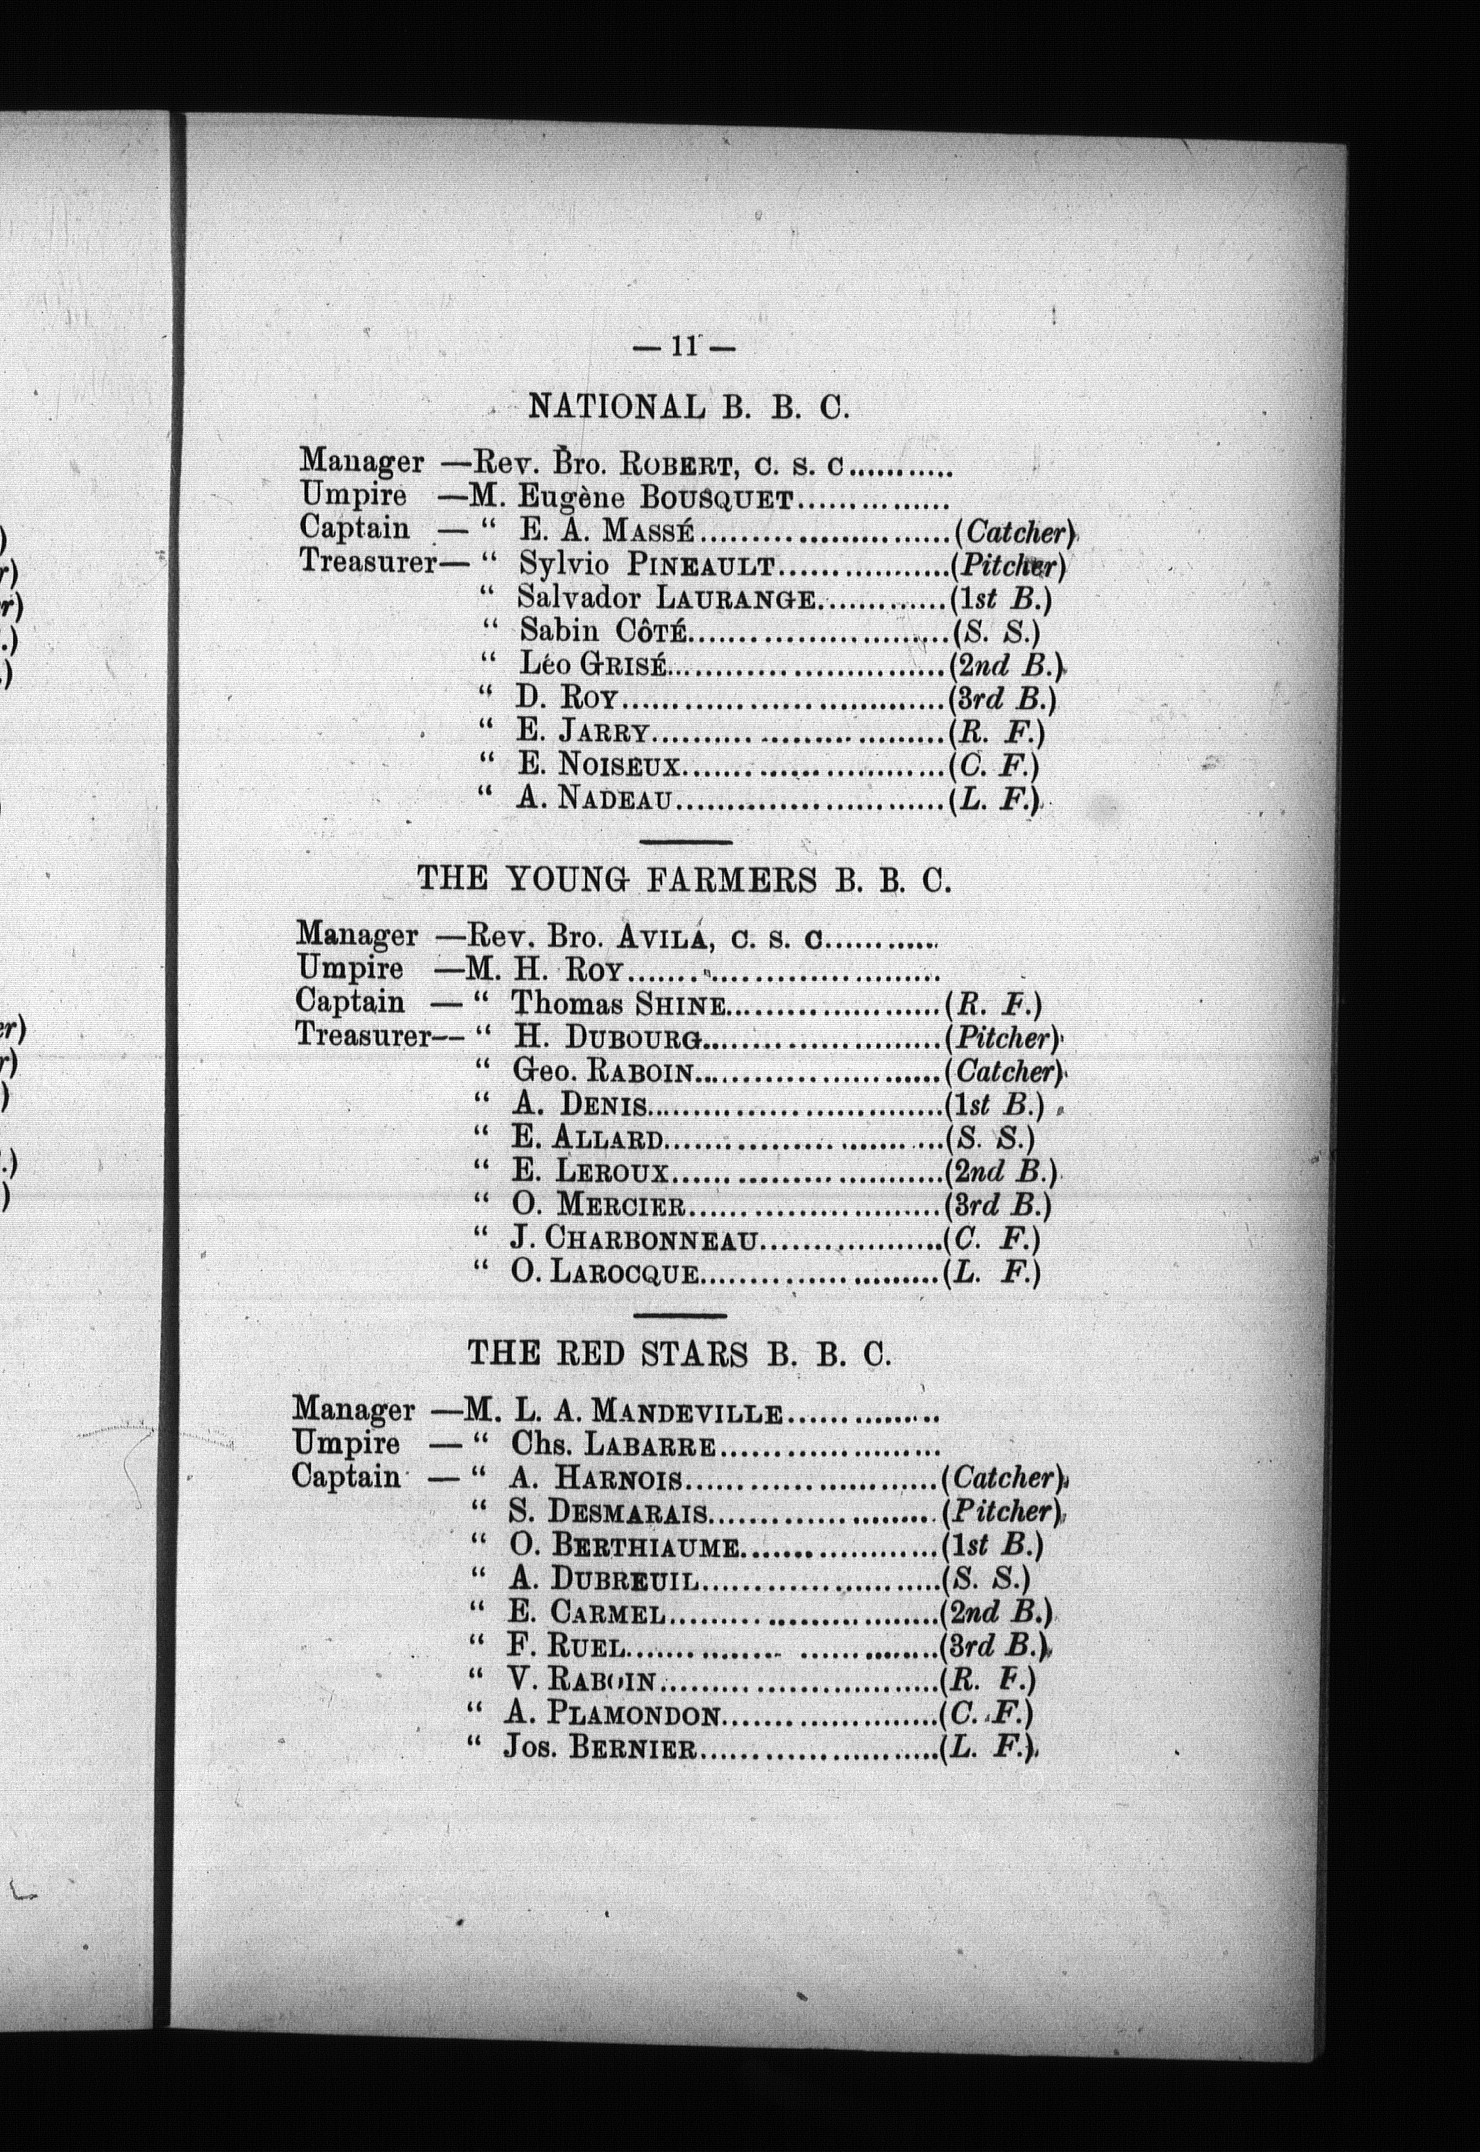 — 11 —
NATIONAL B. B. C.
Manager —Rev. Bro. ROBERT, C. S. C...........
Umpire —M. Eugène BOUSQUET................
Captain — “ E. A. MASSÉ.........................(Catcher)
Treasurer— “ Sylvio PINEAULT.................(Pitcher)
“ Salvador LAURANGE.............(1st B.)
“ Sabin CÔTÉ..........................(S. S.)
“ Léo GRISÉ............................(2nd B.)
“ D. ROY................................(3rd B.)
“ E. JARRY.............................(R. F.)
“ E. NOISEUX..........................(C. F.)
“ A. NADEAU...........................(L. F.)
THE YOUNG FARMERS B. B. C.
Manager —Rev. Bro. AVILA, C. S. C............
Umpire —M. H. ROY................................
Captain — “ Thomas SHINE......................(R. F.)
Treasurer— “ H. DUBOURG........................(Pitcher)
“ Geo. RABOIN.........................(Catcher)
“ A. DENIS..............................(1st B.)
“ E. ALLARD............................(S. S.)
“ E. LEROUX...........................(2nd B.)
“ O. MERCIER.........................(3rd B.)
“ J. CHARBONNEAU..................(C. F.)
“ O. LAROCQUE........................(L. F.)
THE RED STARS B. B. C.
Manager —M. L. A. MANDEVILLE...............
Umpire — “ Chs. LABARRE......................
Captain — “ A. HARNOIS.........................(Catcher)
“ S. DESMARAIS.......................(Pitcher)
“ O. BERTHIAUME....................(1st B.)
“ A. DUBREUIL........................(S. S.)
“ E. CARMEL...........................(2nd B.)
“ F. RUEL...............................(3rd B.)
“ V. RABOIN............................(R. F.)
“ A. PLAMONDON......................(C. F.)
“ Jos. BERNIER........................(L. F.)